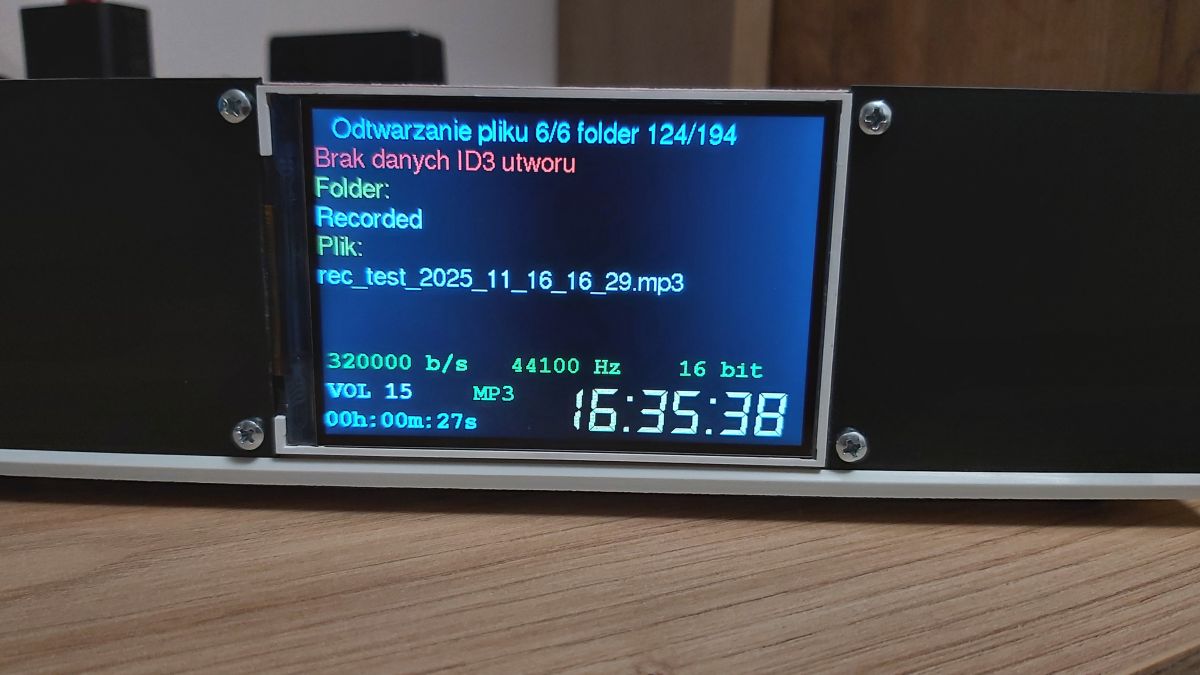 Odtwarzanie pliku 6/6 folder 124/194
Brak danych ID3 utworu
Folder:
Recorded
Plik:
rec_test_2025_11_16_16_29.mp3
320000 b/s 44100 Hz 16 bit
VOL 15 MP3
00h:00m:27s 16:35:38